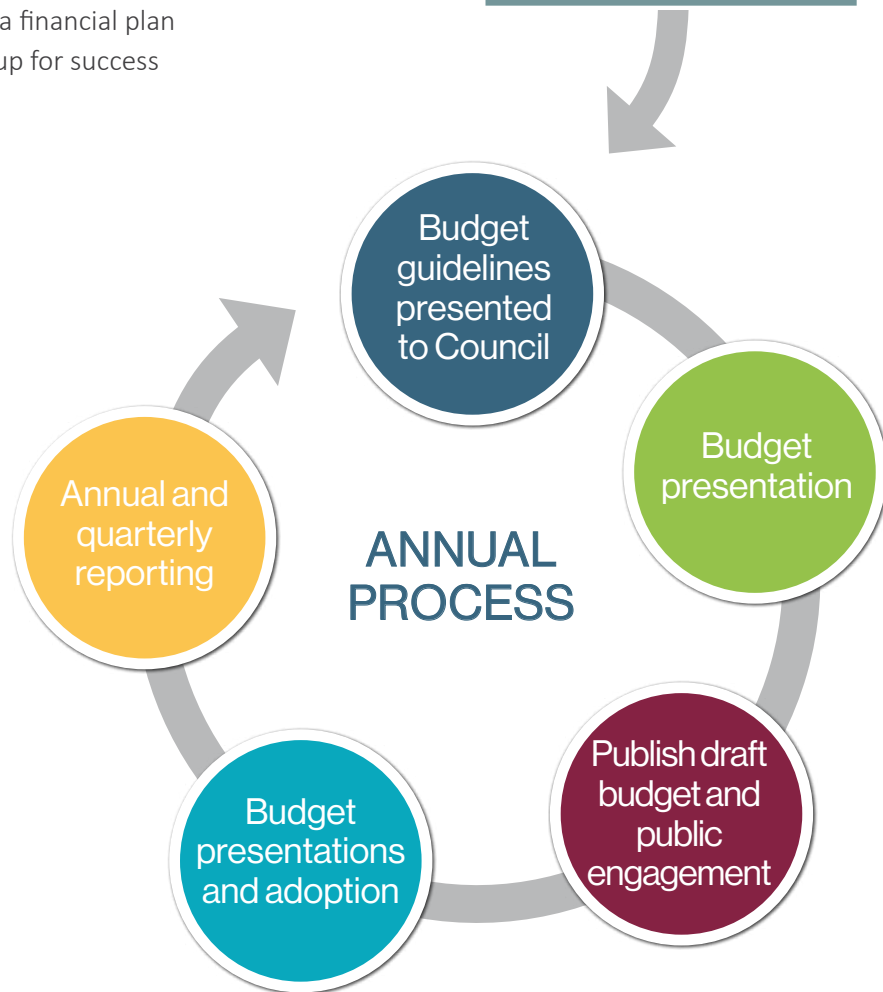 a financial plan
up for success
Budget
guidelines
presented
to Council
Budget
presentation
Annual and
quarterly
reporting
ANNUAL
PROCESS
Publish draft
budget and
public
engagement
Budget
presentations
and adoption